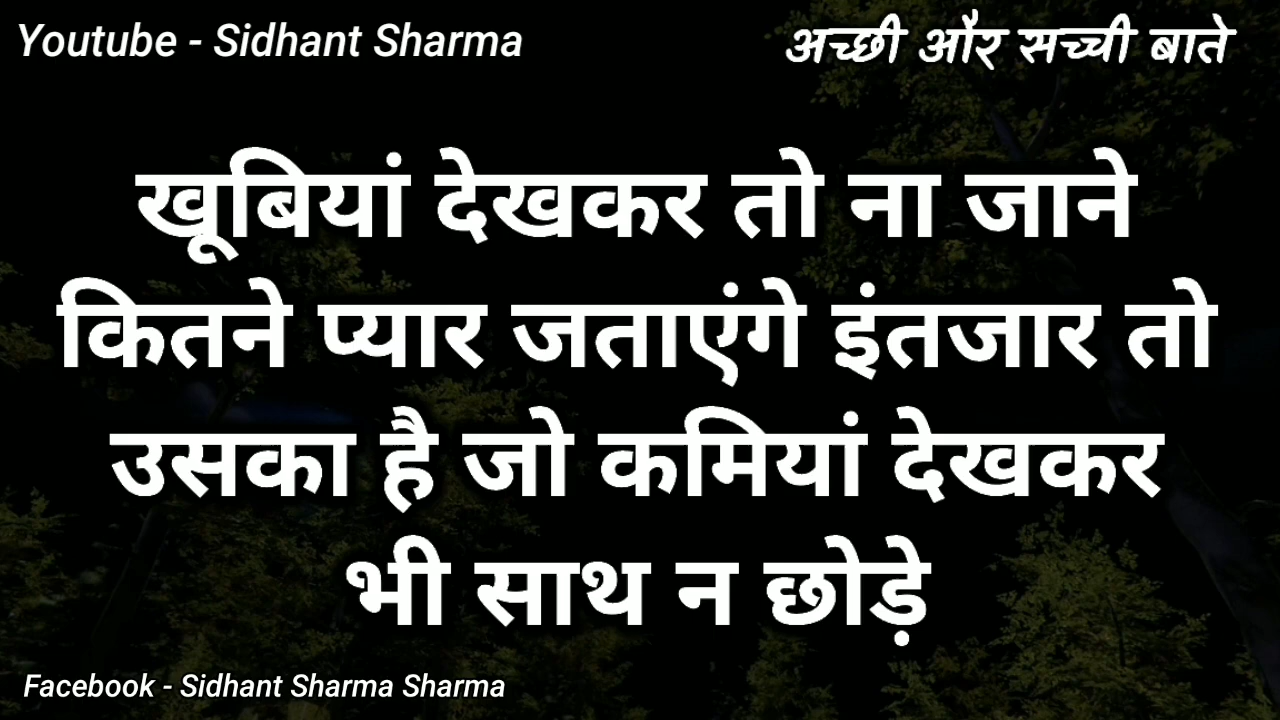 Youtube - Sidhant Sharma
अच्छी और सच्ची बाते
खूबियां देखकर तो ना जाने
कितने प्यार जताएंगे इंतजार तो
उसका है जो कमियां देखकर
भी साथ न छोड़े
Facebook - Sidhant Sharma Sharma